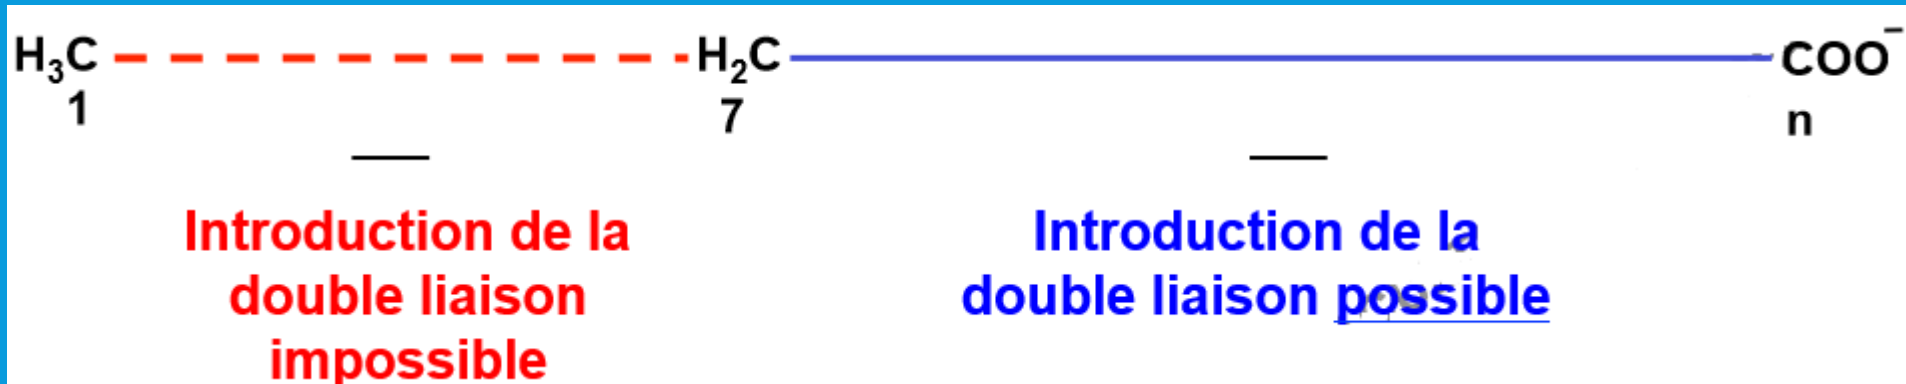 H₃C H₂C COO⁻
1 7 n
Introduction de la
double liaison
impossible
Introduction de la
double liaison possible